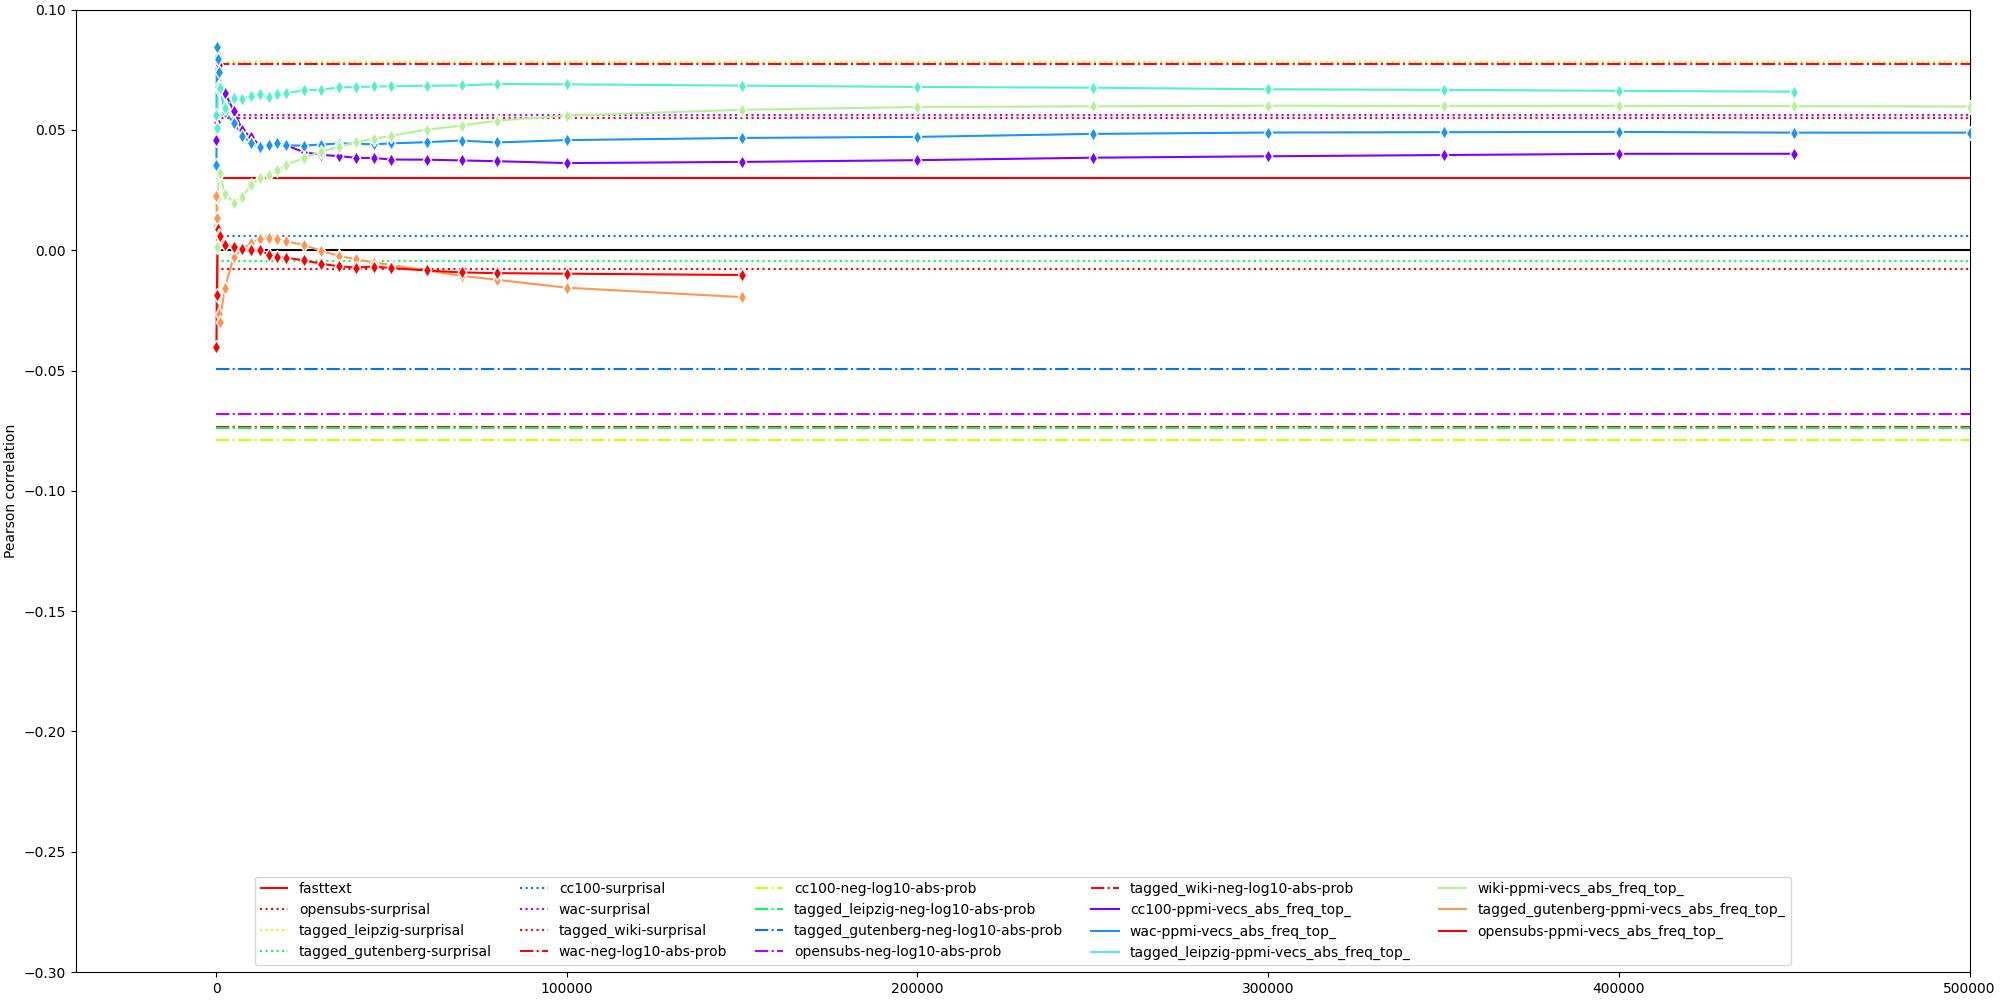 0.10
0.05
0.00
−0.05
−0.10
−0.15
−0.20
−0.25
−0.30
Pearson correlation
0 100000 200000 300000 400000 500000
fasttext
opensubs-surprisal
tagged_leipzig-surprisal
tagged_gutenberg-surprisal
cc100-surprisal
wac-surprisal
tagged_wiki-surprisal
wac-neg-log10-abs-prob
cc100-neg-log10-abs-prob
tagged_leipzig-neg-log10-abs-prob
tagged_gutenberg-neg-log10-abs-prob
opensubs-neg-log10-abs-prob
tagged_wiki-neg-log10-abs-prob
cc100-ppmi-vecs_abs_freq_top_
wac-ppmi-vecs_abs_freq_top_
tagged_leipzig-ppmi-vecs_abs_freq_top_
wiki-ppmi-vecs_abs_freq_top_
tagged_gutenberg-ppmi-vecs_abs_freq_top_
opensubs-ppmi-vecs_abs_freq_top_